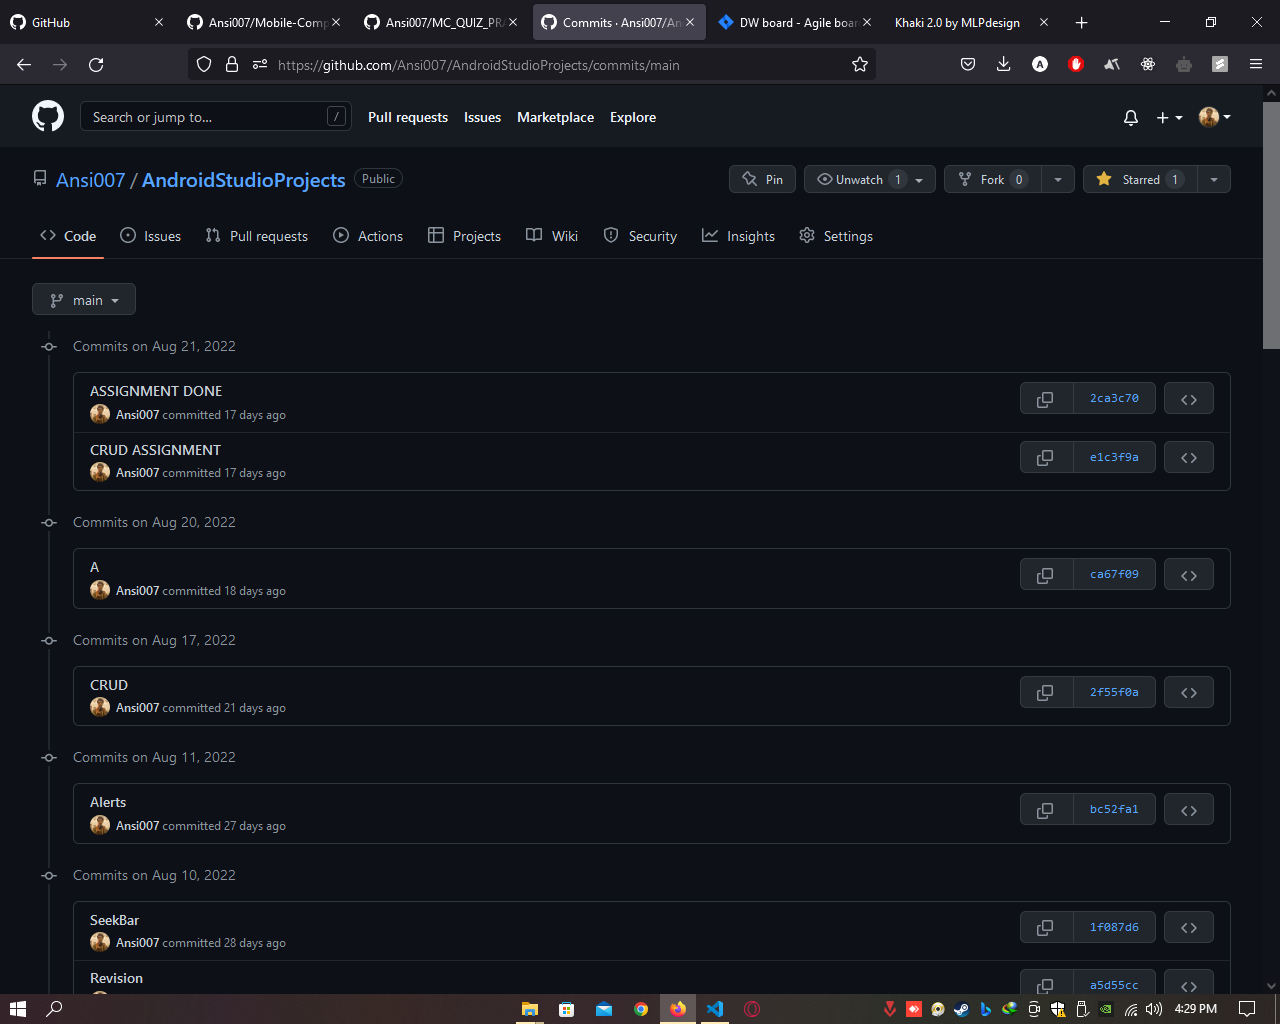 GitHub
Ansi007/Mobile-Comp
Ansi007/MC_QUIZ_PRA
Commits · Ansi007/An
DW board - Agile board
Khaki 2.0 by MLPdesign
https://github.com/Ansi007/AndroidStudioProjects/commits/main
Search or jump to...
/
Pull requests
Issues
Marketplace
Explore
Ansi007 / AndroidStudioProjects
Public
Pin
Unwatch 1
Fork 0
Starred 1
Code
Issues
Pull requests
Actions
Projects
Wiki
Security
Insights
Settings
main
Commits on Aug 21, 2022
ASSIGNMENT DONE
Ansi007 committed 17 days ago
2ca3c70
CRUD ASSIGNMENT
Ansi007 committed 17 days ago
e1c3f9a
Commits on Aug 20, 2022
A
Ansi007 committed 18 days ago
ca67f09
Commits on Aug 17, 2022
CRUD
Ansi007 committed 21 days ago
2f55f0a
Commits on Aug 11, 2022
Alerts
Ansi007 committed 27 days ago
bc52fa1
Commits on Aug 10, 2022
SeekBar
Ansi007 committed 28 days ago
1f087d6
Revision
a5d55cc
4:29 PM